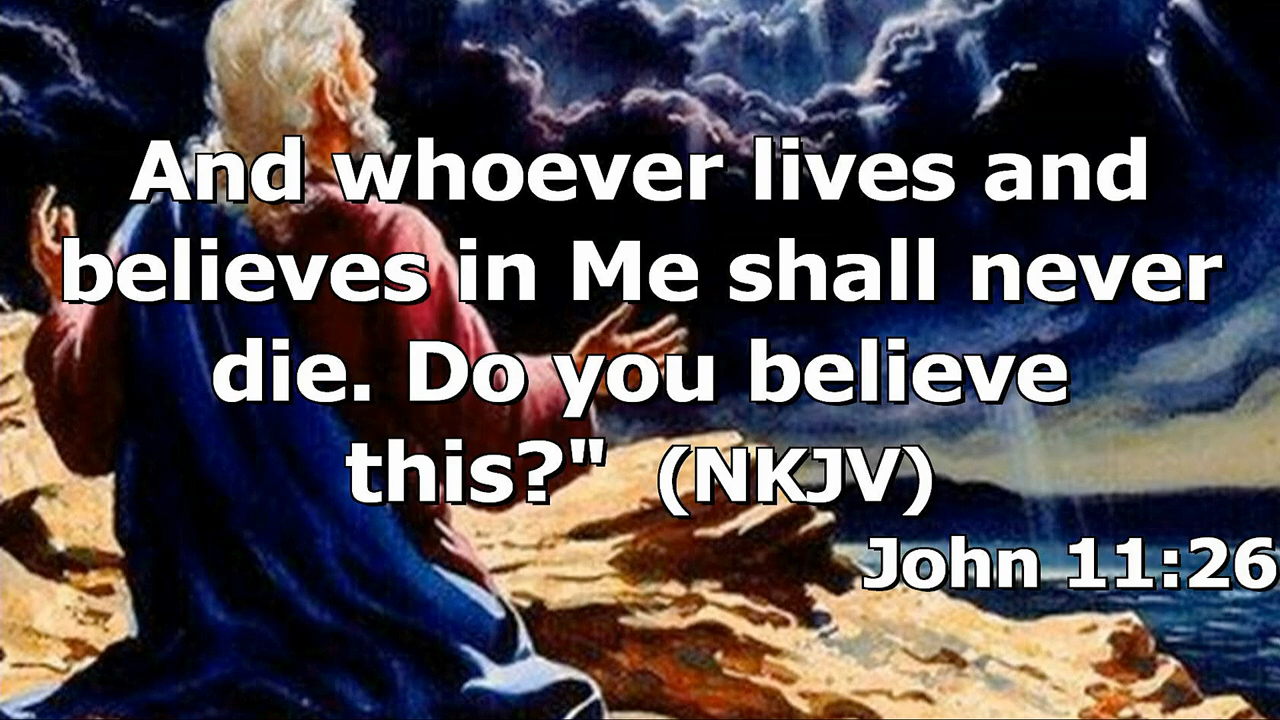 And whoever lives and
believes in Me shall never
die. Do you believe
this?" (NKJV)
John 11:26